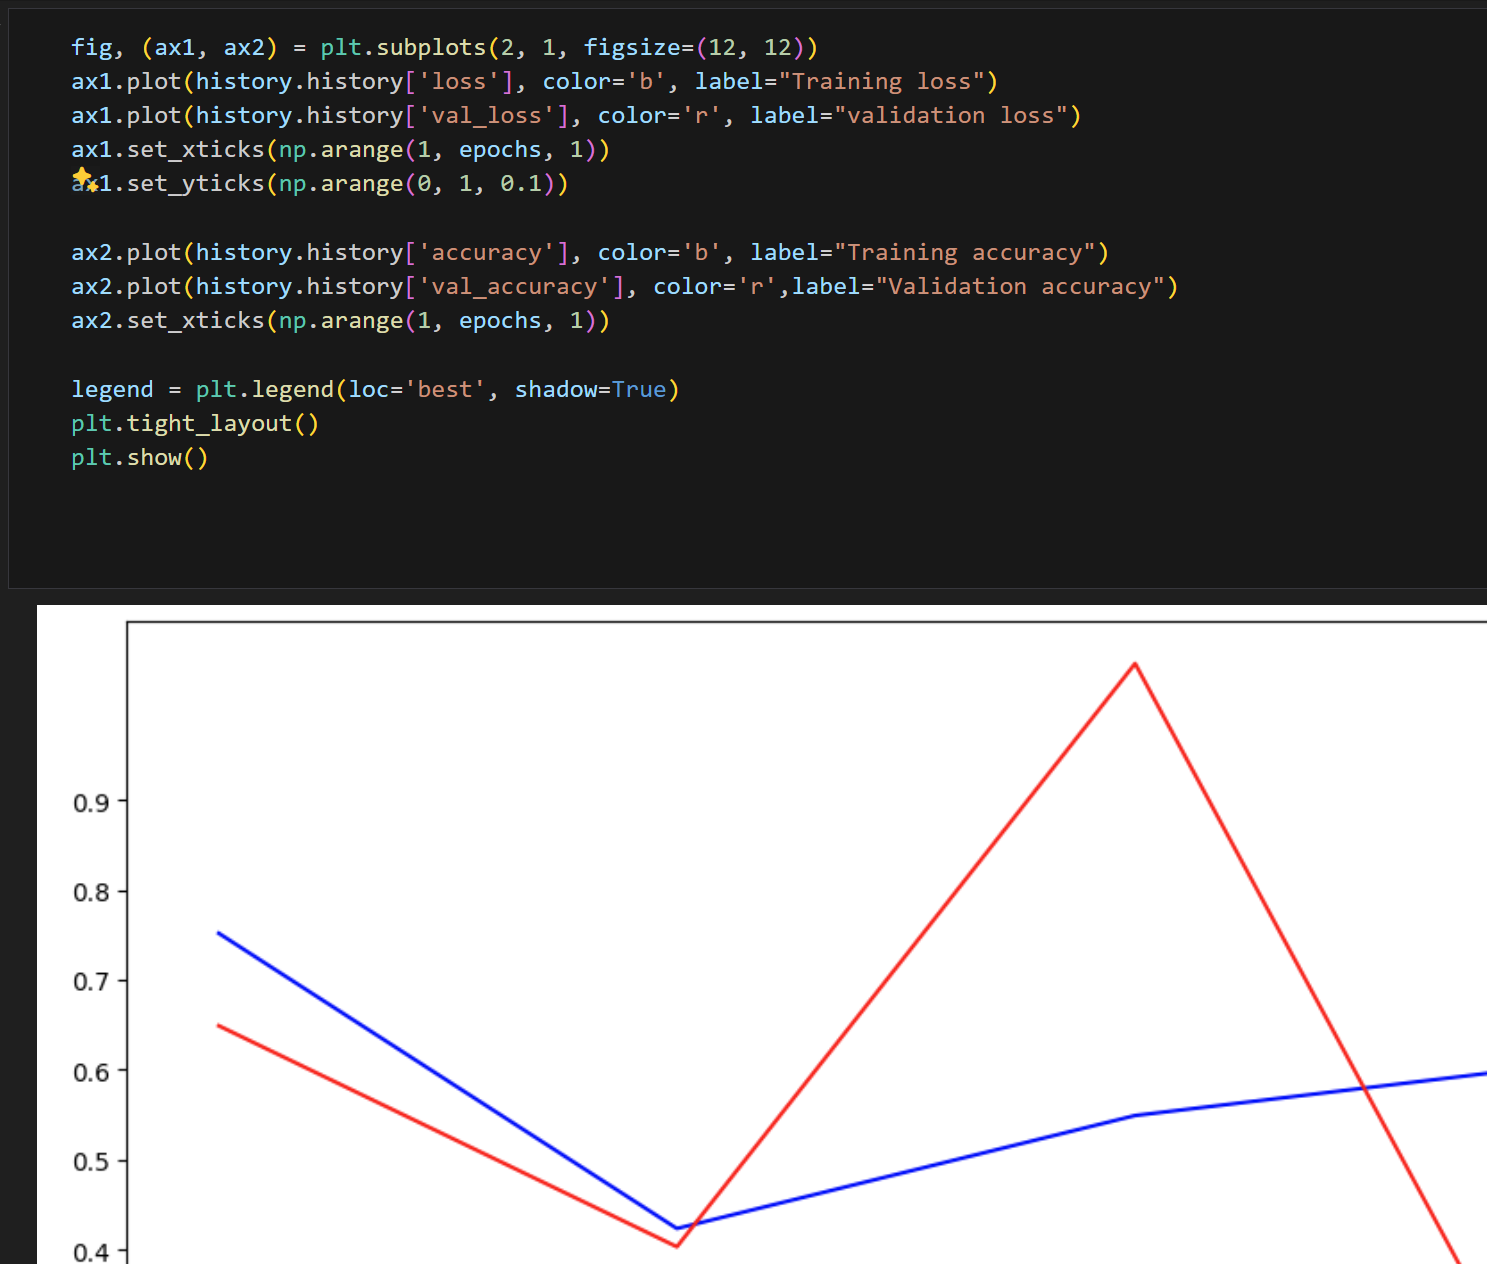 fig, (ax1, ax2) = plt.subplots(2, 1, figsize=(12, 12))
ax1.plot(history.history['loss'], color='b', label="Training loss")
ax1.plot(history.history['val_loss'], color='r', label="validation loss")
ax1.set_xticks(np.arange(1, epochs, 1))
ax1.set_yticks(np.arange(0, 1, 0.1))
ax2.plot(history.history['accuracy'], color='b', label="Training accuracy")
ax2.plot(history.history['val_accuracy'], color='r',label="Validation accuracy")
ax2.set_xticks(np.arange(1, epochs, 1))
legend = plt.legend(loc='best', shadow=True)
plt.tight_layout()
plt.show()
0.9
0.8
0.7
0.6
0.5
0.4